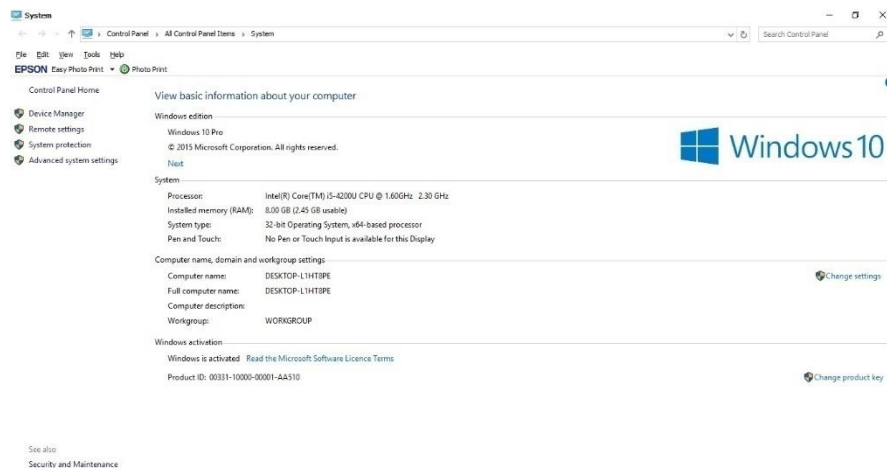 System
Control Panel › All Control Panel Items › System
Search Control Panel
File Edit View Tools Help
EPSON Easy Photo Print Photo Print
Control Panel Home
Device Manager
Remote settings
System protection
Advanced system settings
View basic information about your computer
Windows edition
Windows 10 Pro
© 2015 Microsoft Corporation. All rights reserved.
Next
Windows 10
System
Processor: Intel(R) Core(TM) i5-4200U CPU @ 1.60GHz 2.30 GHz
Installed memory (RAM): 8.00 GB (2.45 GB usable)
System type: 32-bit Operating System, x64-based processor
Pen and Touch: No Pen or Touch Input is available for this Display
Computer name, domain and workgroup settings
Computer name: DESKTOP-L1HT8PE
Change settings
Full computer name: DESKTOP-L1HT8PE
Computer description:
Workgroup: WORKGROUP
Windows activation
Windows is activated Read the Microsoft Software Licence Terms
Product ID: 00331-10000-00001-AA510
Change product key
See also
Security and Maintenance